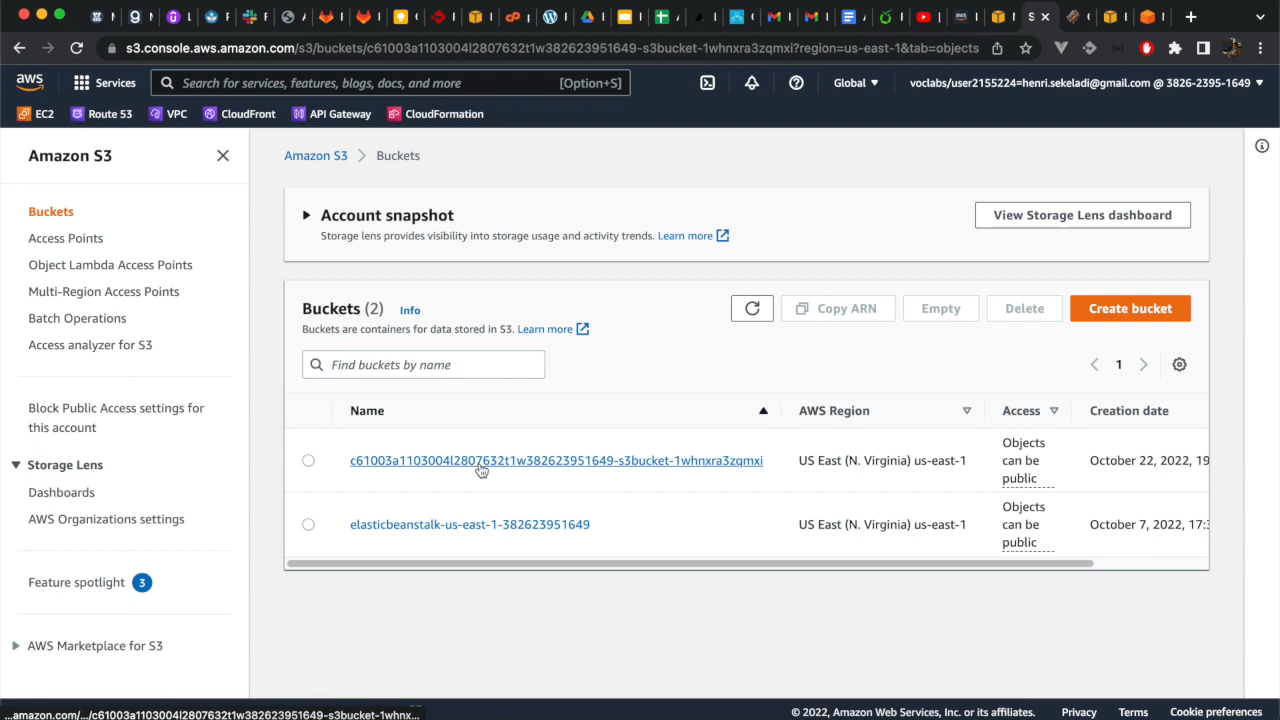 s3.console.aws.amazon.com/s3/buckets/c61003a1103004l2807632t1w382623951649-s3bucket-1whnxra3zqmxi?region=us-east-1&tab=objects
aws
Services
Search for services, features, blogs, docs, and more
[Option+S]
Global
voclabs/user2155224=henri.sekeladi@gmail.com @ 3826-2395-1649
EC2
Route 53
VPC
CloudFront
API Gateway
CloudFormation
Amazon S3
Buckets
Access Points
Object Lambda Access Points
Multi-Region Access Points
Batch Operations
Access analyzer for S3
Block Public Access settings for
this account
Storage Lens
Dashboards
AWS Organizations settings
Feature spotlight 3
AWS Marketplace for S3
Amazon S3 > Buckets
Account snapshot
Storage lens provides visibility into storage usage and activity trends. Learn more
View Storage Lens dashboard
Buckets (2) Info
Buckets are containers for data stored in S3. Learn more
Copy ARN
Empty
Delete
Create bucket
Find buckets by name
1
Name
AWS Region
Access
Creation date
c61003a1103004l2807632t1w382623951649-s3bucket-1whnxra3zqmxi
US East (N. Virginia) us-east-1
Objects
can be
public
October 22, 2022, 19
elasticbeanstalk-us-east-1-382623951649
US East (N. Virginia) us-east-1
Objects
can be
public
October 7, 2022, 17:3
...amazon.com/.../c61003a1103004l2807632t1w382623951649-s3bucket-1whnx...
© 2022, Amazon Web Services, Inc. or its affiliates.
Privacy
Terms
Cookie preferences